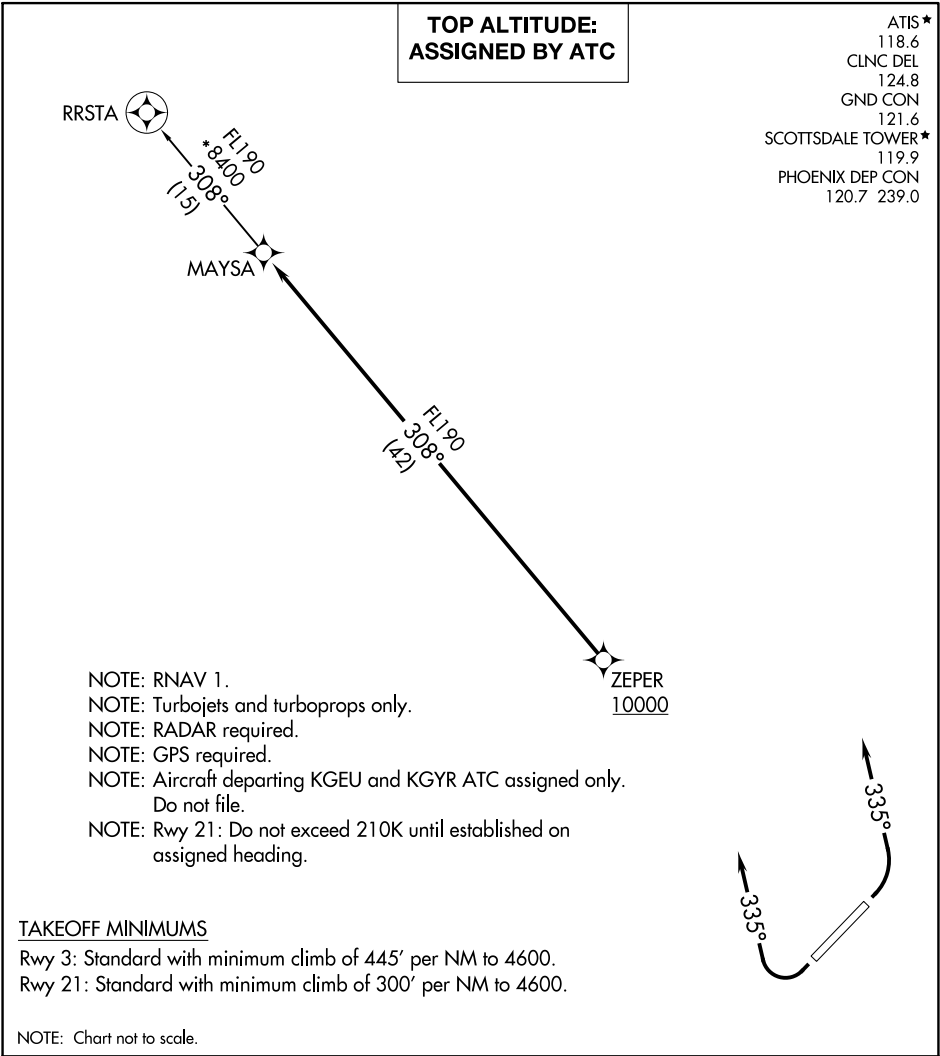 TOP ALTITUDE:
ASSIGNED BY ATC
ATIS★
118.6
CLNC DEL
124.8
GND CON
121.6
SCOTTSDALE TOWER★
119.9
PHOENIX DEP CON
120.7 239.0
RRSTA
FL190
*8400
308°
(15)
MAYSA
FL190
308°
(42)
ZEPER
10000
NOTE: RNAV 1.
NOTE: Turbojets and turboprops only.
NOTE: RADAR required.
NOTE: GPS required.
NOTE: Aircraft departing KGEU and KGYR ATC assigned only.
Do not file.
NOTE: Rwy 21: Do not exceed 210K until established on
assigned heading.
335°
335°
TAKEOFF MINIMUMS
Rwy 3: Standard with minimum climb of 445' per NM to 4600.
Rwy 21: Standard with minimum climb of 300' per NM to 4600.
NOTE: Chart not to scale.